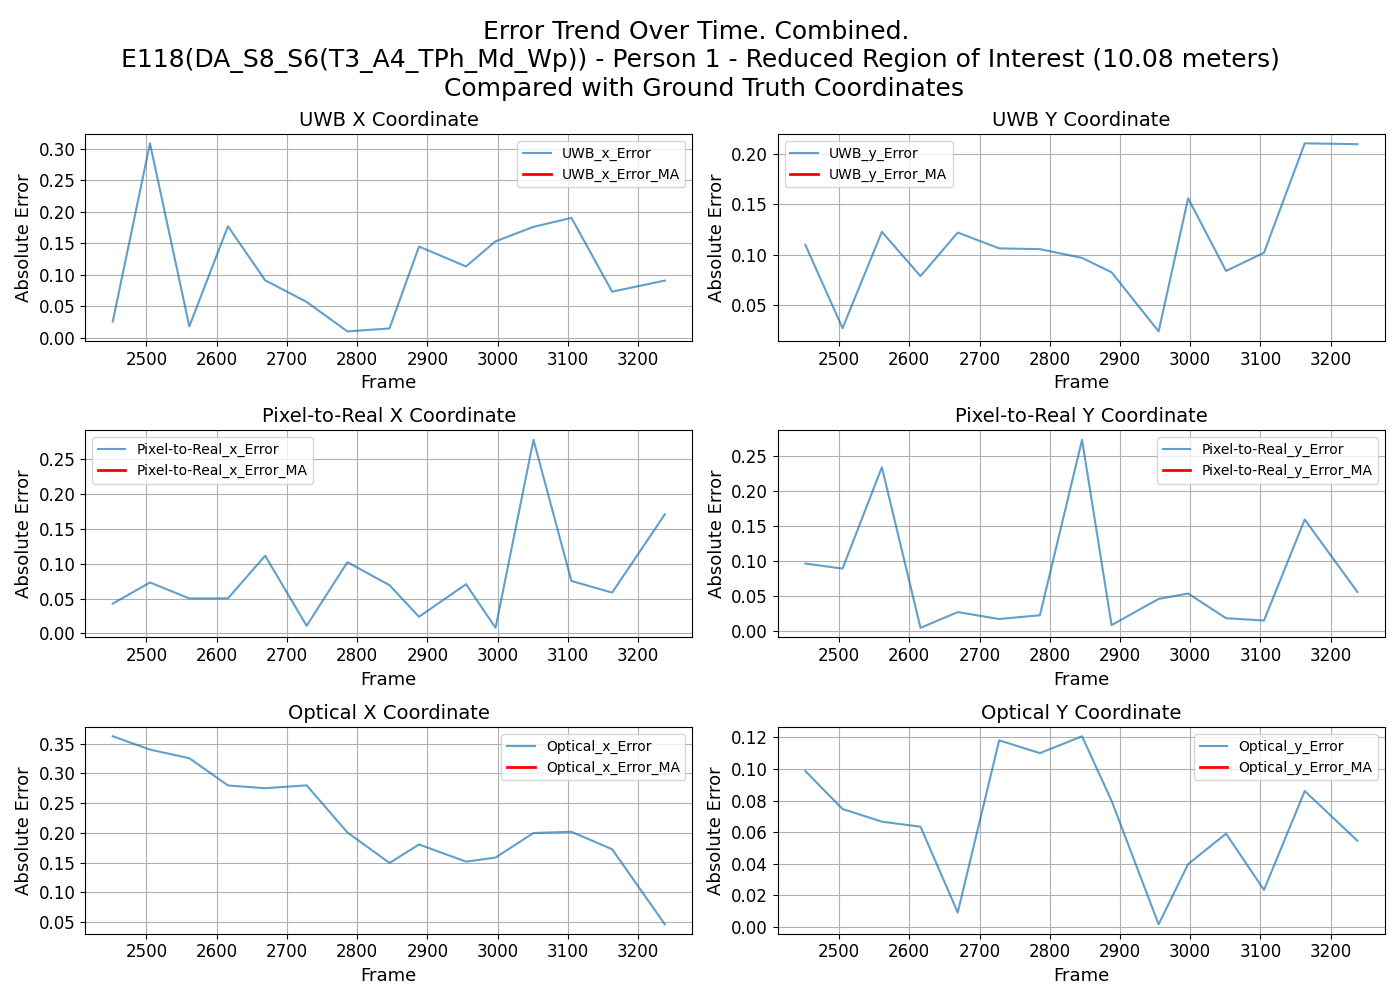 Error Trend Over Time. Combined.
E118(DA_S8_S6(T3_A4_TPh_Md_Wp)) - Person 1 - Reduced Region of Interest (10.08 meters)
Compared with Ground Truth Coordinates
UWB X Coordinate
Absolute Error
0.30
0.25
0.20
0.15
0.10
0.05
0.00
UWB_x_Error
UWB_x_Error_MA
2500 2600 2700 2800 2900 3000 3100 3200
Frame
UWB Y Coordinate
Absolute Error
0.20
0.15
0.10
0.05
UWB_y_Error
UWB_y_Error_MA
2500 2600 2700 2800 2900 3000 3100 3200
Frame
Pixel-to-Real X Coordinate
Absolute Error
0.25
0.20
0.15
0.10
0.05
0.00
Pixel-to-Real_x_Error
Pixel-to-Real_x_Error_MA
2500 2600 2700 2800 2900 3000 3100 3200
Frame
Pixel-to-Real Y Coordinate
Absolute Error
0.25
0.20
0.15
0.10
0.05
0.00
Pixel-to-Real_y_Error
Pixel-to-Real_y_Error_MA
2500 2600 2700 2800 2900 3000 3100 3200
Frame
Optical X Coordinate
Absolute Error
0.35
0.30
0.25
0.20
0.15
0.10
0.05
Optical_x_Error
Optical_x_Error_MA
2500 2600 2700 2800 2900 3000 3100 3200
Frame
Optical Y Coordinate
Absolute Error
0.12
0.10
0.08
0.06
0.04
0.02
0.00
Optical_y_Error
Optical_y_Error_MA
2500 2600 2700 2800 2900 3000 3100 3200
Frame